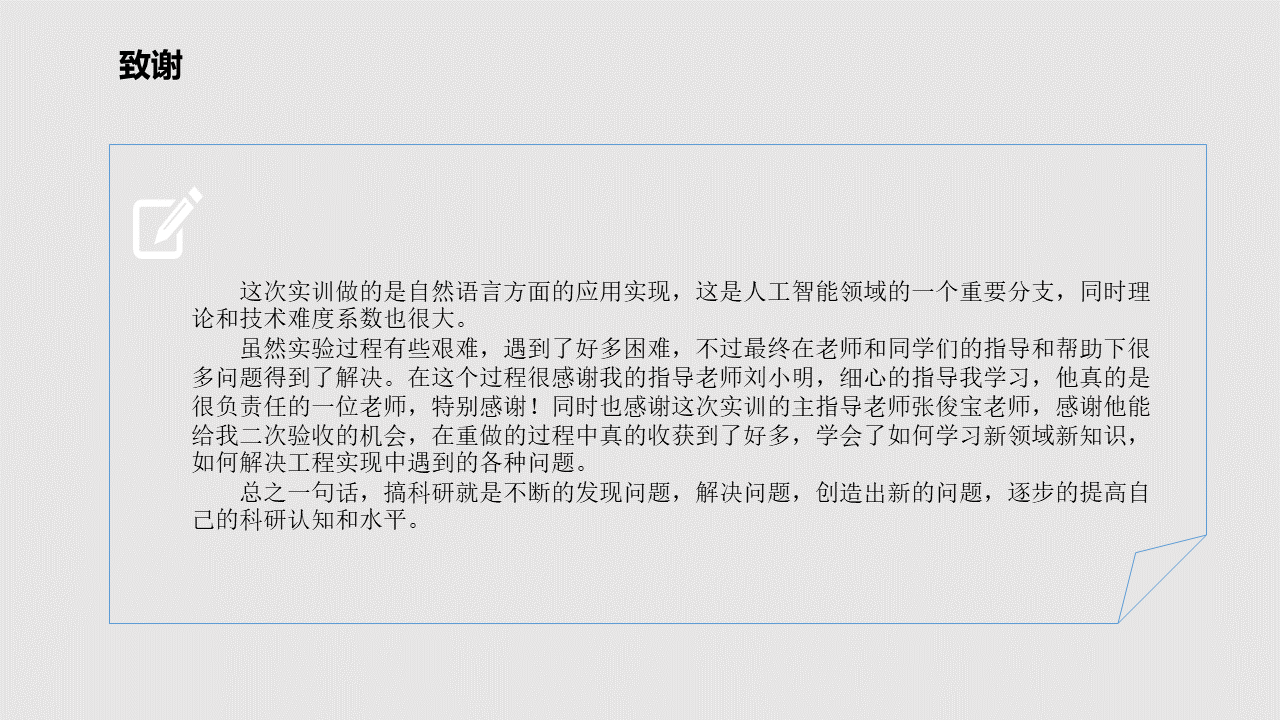 致谢
这次实训做的是自然语言方面的应用实现，这是人工智能领域的一个重要分支，同时理
论和技术难度系数也很大。
虽然实验过程有些艰难，遇到了好多困难，不过最终在老师和同学们的指导和帮助下很
多问题得到了解决。在这个过程很感谢我的指导老师刘小明，细心的指导我学习，他真的是
很负责任的一位老师，特别感谢！同时也感谢这次实训的主指导老师张俊宝老师，感谢他能
给我二次验收的机会，在重做的过程中真的收获到了好多，学会了如何学习新领域新知识，
如何解决工程实现中遇到的各种问题。
总之一句话，搞科研就是不断的发现问题，解决问题，创造出新的问题，逐步的提高自
己的科研认知和水平。